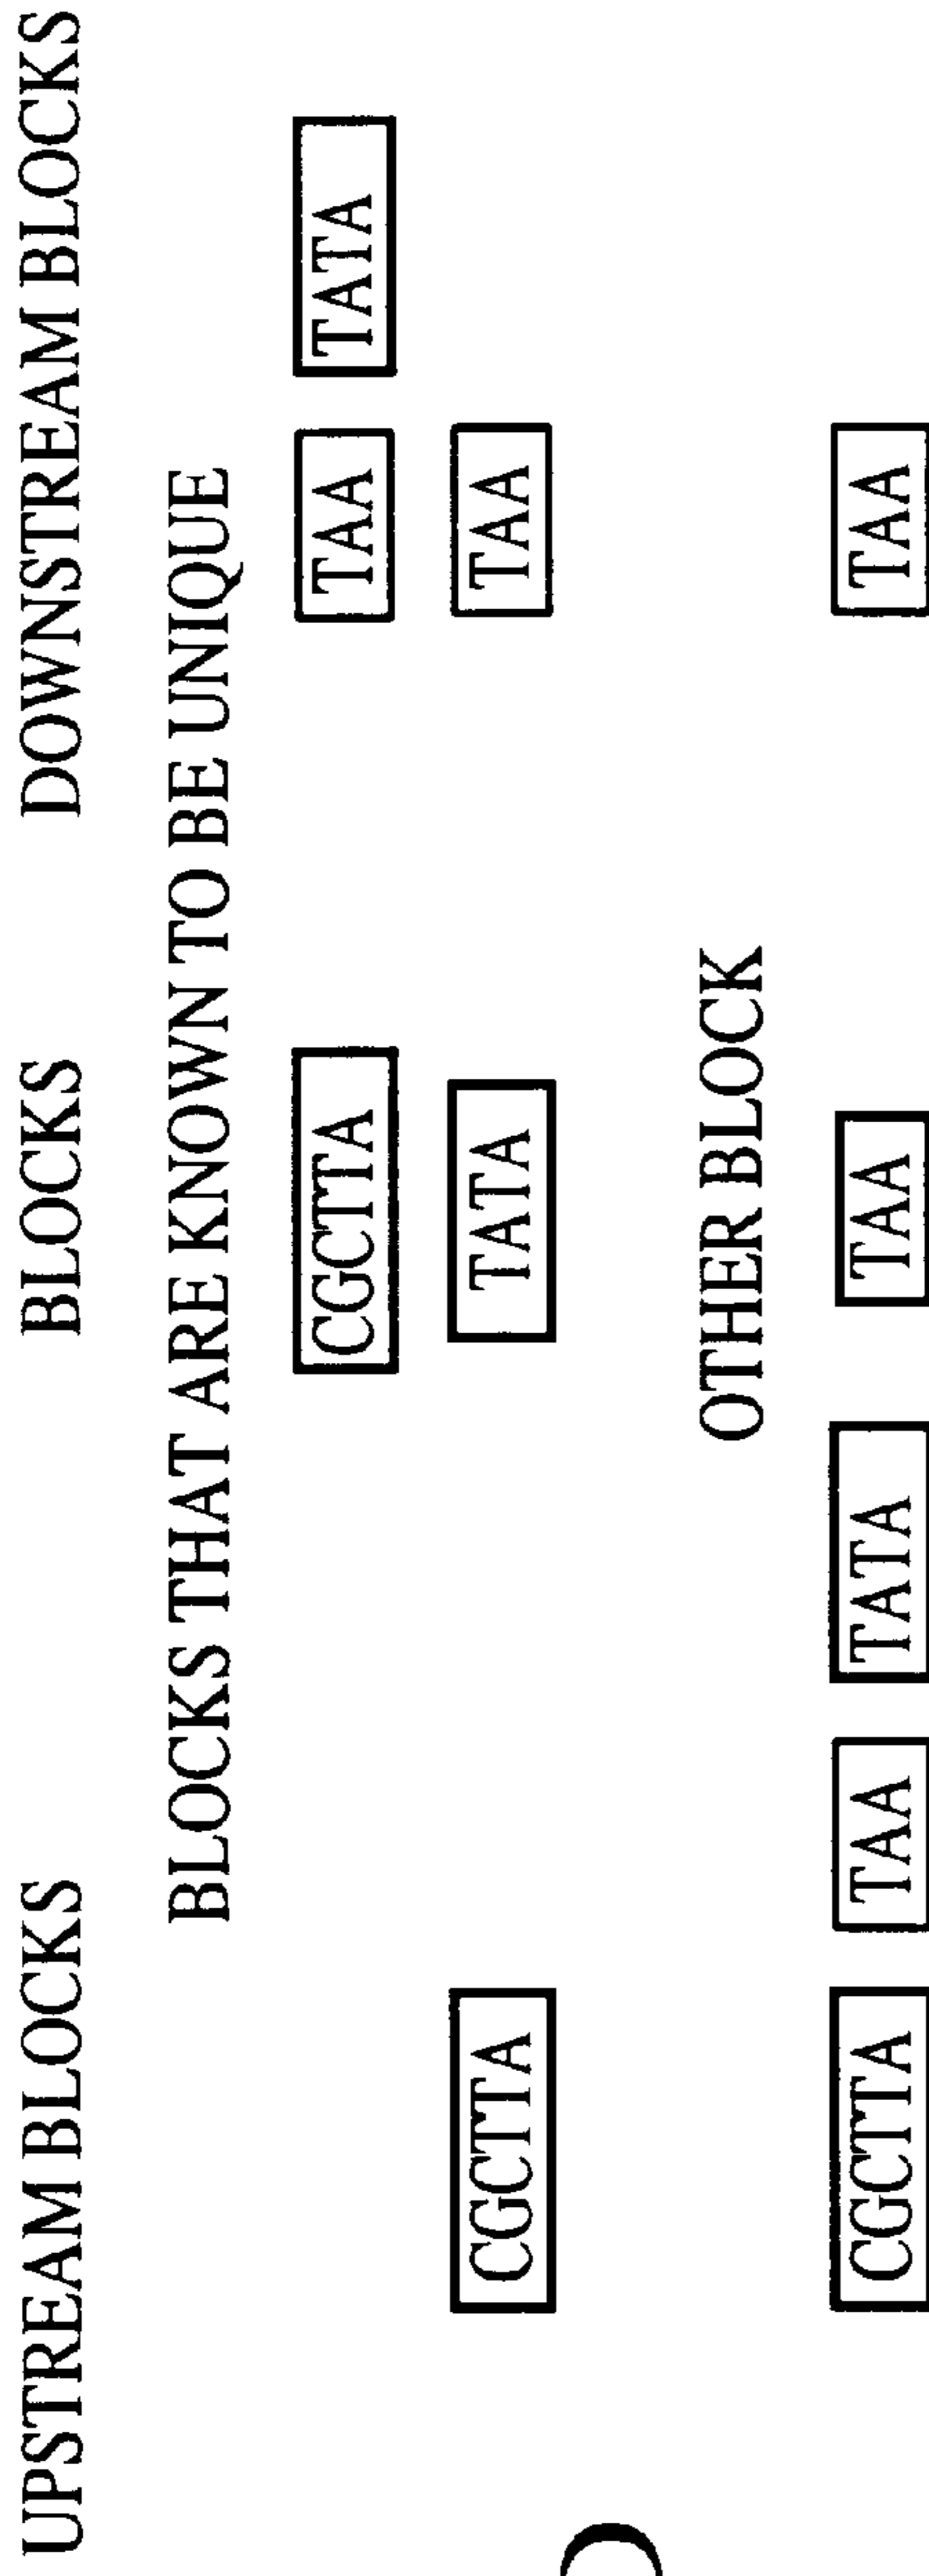 UPSTREAM BLOCKS BLOCKS DOWNSTREAM BLOCKS
BLOCKS THAT ARE KNOWN TO BE UNIQUE
CGCTTA TAA TATA
CGCTTA TATA TAA
OTHER BLOCK
CGCTTA TAA TATA TAA TAA